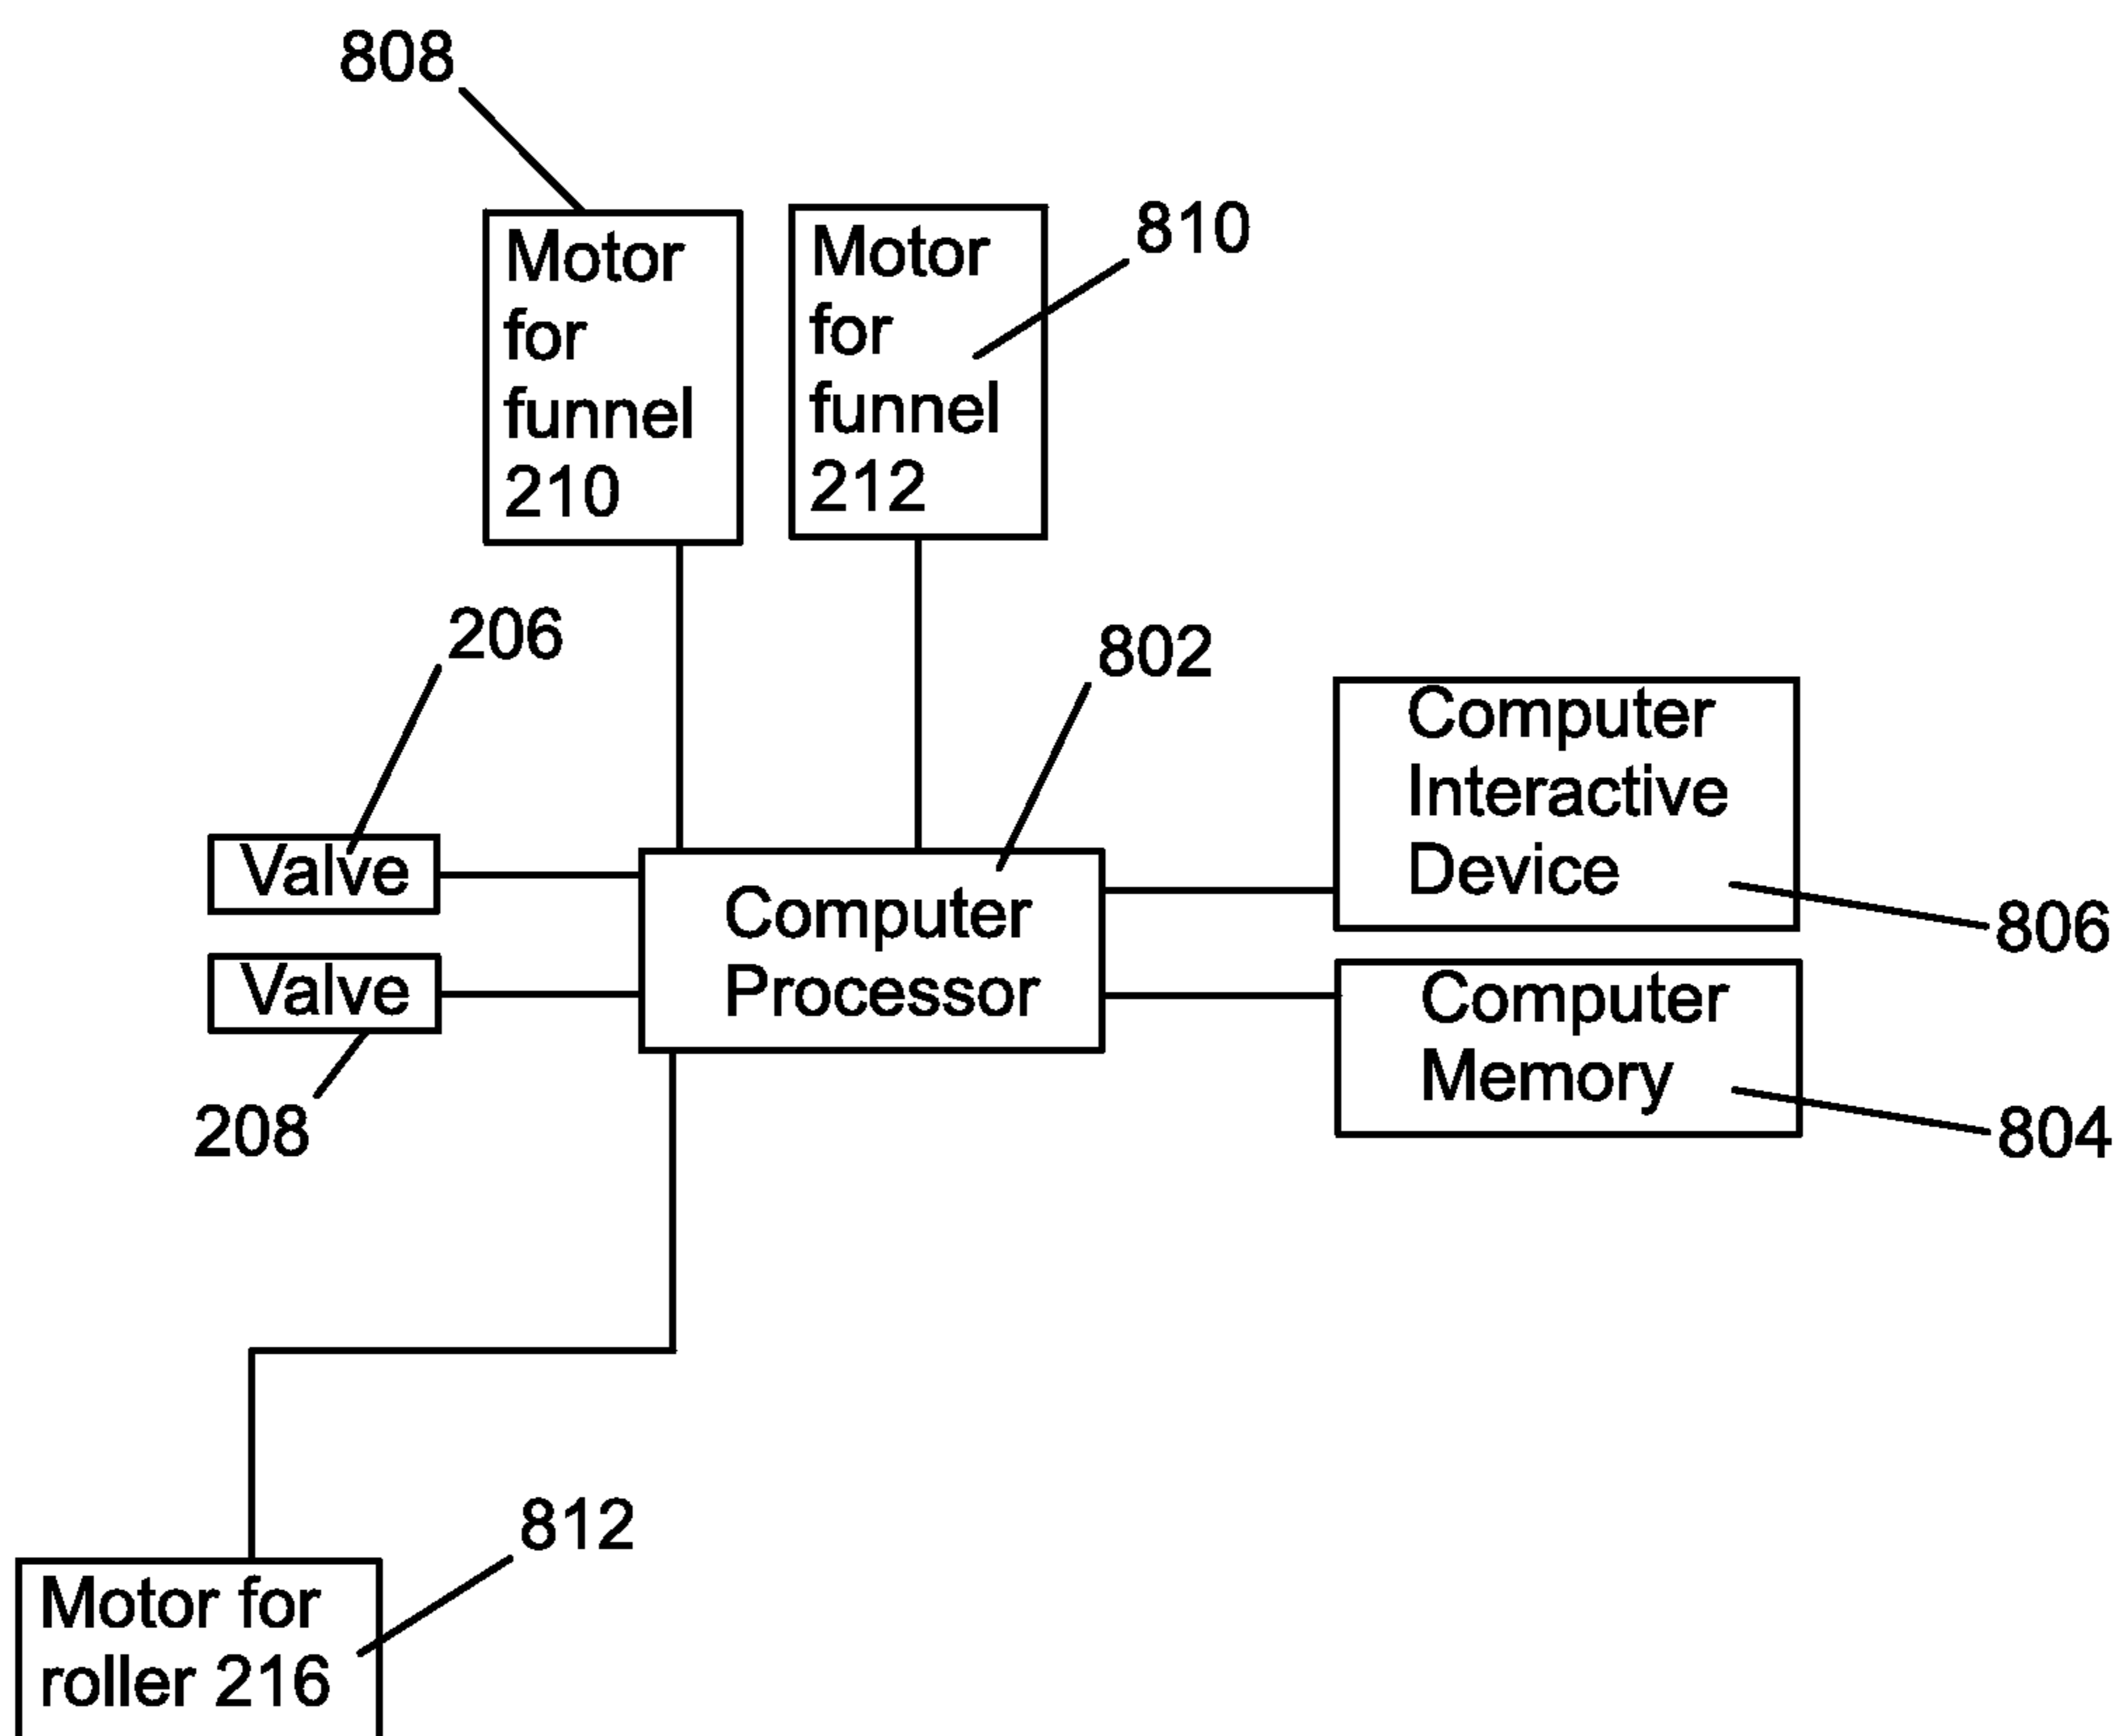 808
Motor
for
funnel
210
Motor
for
funnel
212
810
206
802
Valve
Valve
208
Computer
Processor
Computer
Interactive
Device
806
Computer
Memory
804
812
Motor for
roller 216